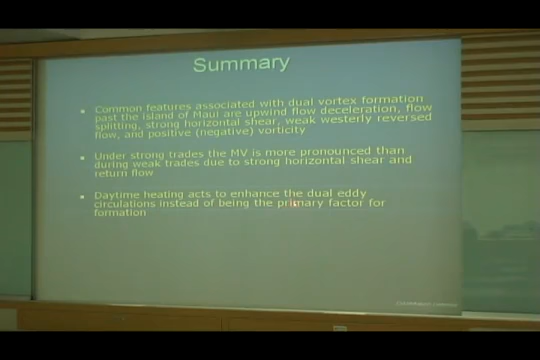 Summary
Common features associated with dual vortex formation
past the island of Maui are upwind flow deceleration, flow
splitting, strong horizontal shear, weak westerly reversed
flow, and positive (negative) vorticity
Under strong trades the MV is more pronounced than
during weak trades due to strong horizontal shear and
return flow
Daytime heating acts to enhance the dual eddy
circulations instead of being the primary factor for
formation